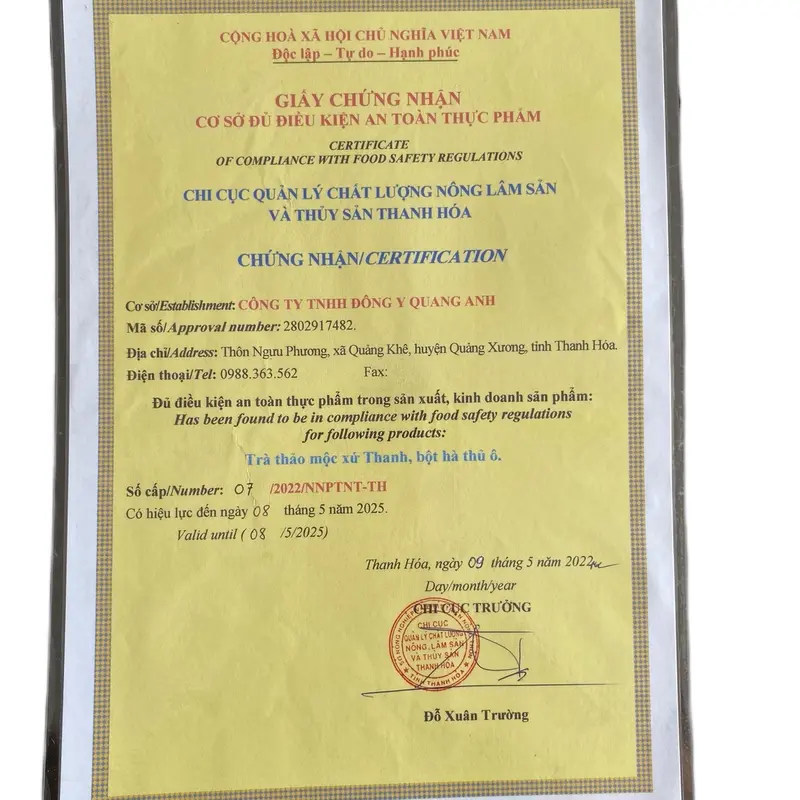 CỘNG HOÀ XÃ HỘI CHỦ NGHĨA VIỆT NAM
Độc lập – Tự do – Hạnh phúc
GIẤY CHỨNG NHẬN
CƠ SỞ ĐỦ ĐIỀU KIỆN AN TOÀN THỰC PHẨM
CERTIFICATE
OF COMPLIANCE WITH FOOD SAFETY REGULATIONS
CHI CỤC QUẢN LÝ CHẤT LƯỢNG NÔNG LÂM SẢN
VÀ THỦY SẢN THANH HÓA
CHỨNG NHẬN/CERTIFICATION
Cơ sở/Establishment: CÔNG TY TNHH ĐÔNG Y QUANG ANH
Mã số/Approval number: 2802917482.
Địa chỉ/Address: Thôn Ngưu Phương, xã Quảng Khê, huyện Quảng Xương, tỉnh Thanh Hóa.
Điện thoại/Tel: 0988.363.562 Fax:
Đủ điều kiện an toàn thực phẩm trong sản xuất, kinh doanh sản phẩm:
Has been found to be in compliance with food safety regulations
for following products:
Trà thảo mộc xứ Thanh, bột hà thủ ô.
Số cấp/Number: 07 /2022/NNPTNT-TH
Có hiệu lực đến ngày 08 tháng 5 năm 2025.
Valid until ( 08 /5/2025)
Thanh Hóa, ngày 09 tháng 5 năm 2022
Day/month/year
CHI CỤC TRƯỞNG
CHI CỤC
QUẢN LÝ CHẤT LƯỢNG
NÔNG, LÂM SẢN
VÀ THỦY SẢN
THANH HÓA
TỈNH THANH HÓA
Đỗ Xuân Trường